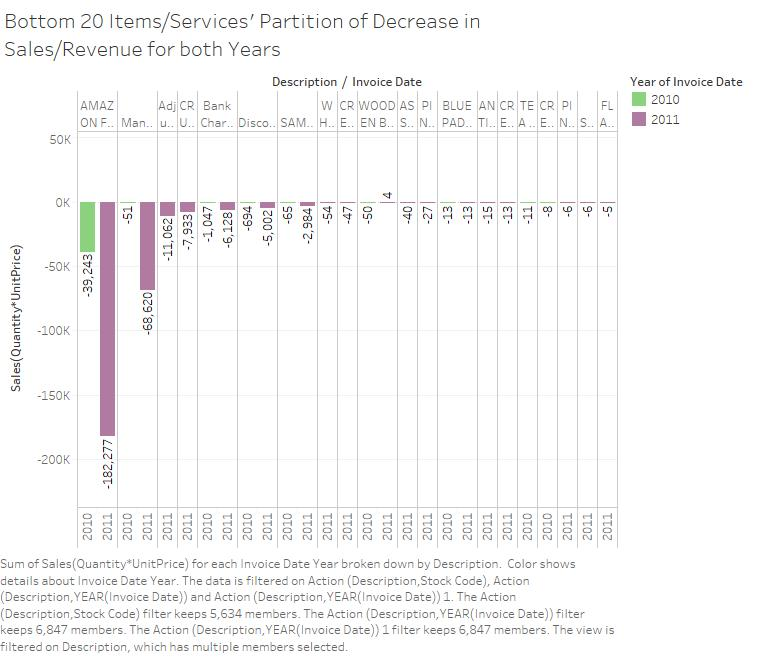 Bottom 20 Items/Services' Partition of Decrease in
Sales/Revenue for both Years
Description / Invoice Date
Year of Invoice Date
2010
2011
AMAZ Adj CR Bank W CR WOOD AS PI BLUE AN CR TE CR PI FL
ON F.. Man.. u.. U.. Char.. Disco.. SAM.. H.. E.. EN B.. S.. N.. PAD.. TI.. E.. A.. E.. N.. S.. A..
50K
0K
-50K
-100K
-150K
-200K
Sales(Quantity*UnitPrice)
-39,243
-182,277
-51
-68,620
-11,062
-7,933
-1,047
-6,128
-694
-5,002
-65
-2,984
-54
-47
-50
4
-40
-27
-13
-13
-15
-13
-11
-8
-6
-6
-5
2010 2011 2010 2011 2011 2011 2010 2011 2010 2011 2010 2011 2011 2011 2010 2011 2011 2011 2010 2011 2011 2011 2010 2010 2011 2011 2011
Sum of Sales(Quantity*UnitPrice) for each Invoice Date Year broken down by Description. Color shows
details about Invoice Date Year. The data is filtered on Action (Description,Stock Code), Action
(Description,YEAR(Invoice Date)) and Action (Description,YEAR(Invoice Date)) 1. The Action
(Description,Stock Code) filter keeps 5,634 members. The Action (Description,YEAR(Invoice Date)) filter
keeps 6,847 members. The Action (Description,YEAR(Invoice Date)) 1 filter keeps 6,847 members. The view is
filtered on Description, which has multiple members selected.